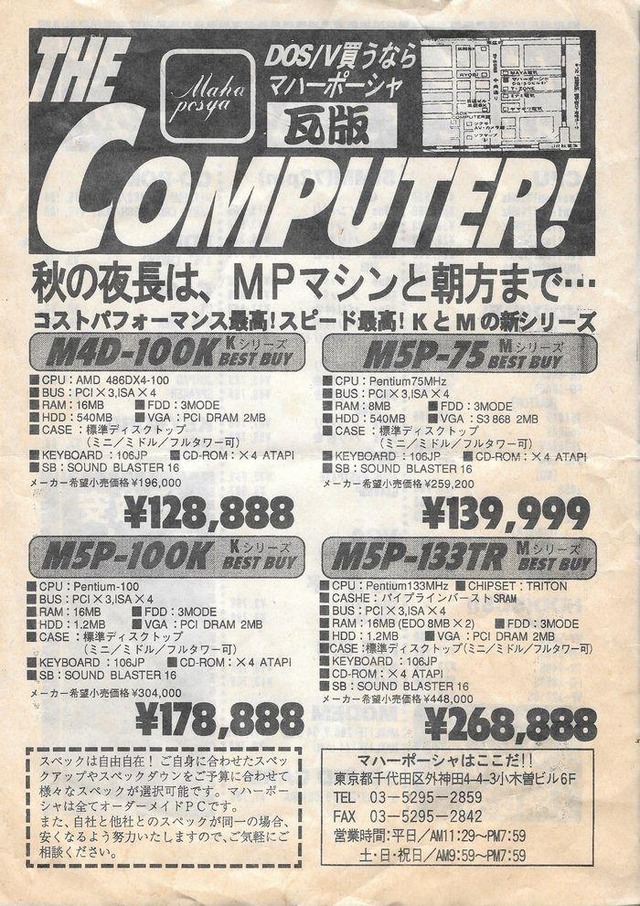 THE
COMPUTER!
Maha
posya
DOS/V買うなら
マハーポーシャ
瓦版
秋の夜長は、MPマシンと朝方まで…
コストパフォーマンス最高!スピード最高!KとMの新シリーズ
M4D-100K Kシリーズ BEST BUY
■CPU:AMD 486DX4-100
■BUS:PCI×3,ISA×4
■RAM:16MB ■FDD:3MODE
■HDD:540MB ■VGA:PCI DRAM 2MB
■CASE:標準ディスクトップ
(ミニ/ミドル/フルタワー可)
■KEYBOARD:106JP ■CD-ROM:×4 ATAPI
■SB:SOUND BLASTER 16
メーカー希望小売価格 ¥196,000
¥128,888
M5P-75 Mシリーズ BEST BUY
■CPU:Pentium75MHz
■BUS:PCI×3,ISA×4
■RAM:8MB ■FDD:3MODE
■HDD:540MB ■VGA:S3 868 2MB
■CASE:標準ディスクトップ
(ミニ/ミドル/フルタワー可)
■KEYBOARD:106JP ■CD-ROM:×4 ATAPI
■SB:SOUND BLASTER 16
メーカー希望小売価格 ¥259,200
¥139,999
M5P-100K Kシリーズ BEST BUY
■CPU:Pentium-100
■BUS:PCI×3,ISA×4
■RAM:16MB ■FDD:3MODE
■HDD:1.2MB ■VGA:PCI DRAM 2MB
■CASE:標準ディスクトップ
(ミニ/ミドル/フルタワー可)
■KEYBOARD:106JP ■CD-ROM:×4 ATAPI
■SB:SOUND BLASTER 16
メーカー希望小売価格 ¥304,000
¥178,888
M5P-133TR Mシリーズ BEST BUY
■CPU:Pentium133MHz ■CHIPSET:TRITON
■CASHE:パイプラインバーストSRAM
■BUS:PCI×3,ISA×4
■RAM:16MB(EDO 8MB×2) ■FDD:3MODE
■HDD:1.2MB ■VGA:PCI DRAM 2MB
■CASE:標準ディスクトップ(ミニ/ミドル/フルタワー可)
■KEYBOARD:106JP
■CD-ROM:×4 ATAPI
■SB:SOUND BLASTER 16
メーカー希望小売価格 ¥448,000
¥268,888
スペックは自由自在! ご自身に合わせたスペッ
クアップやスペックダウンをご予算に合わせて
様々なスペックが選択可能です。マハーポー
シャは全てオーダーメイドPCです。
また、自社と他社とのスペックが同一の場合、
安くなるよう努力いたしますので、ご気軽にご
相談ください。
マハーポーシャはここだ!!
東京都千代田区外神田4-4-3小木曽ビル6F
TEL 03-5295-2859
FAX 03-5295-2842
営業時間:平日/AM11:29~PM7:59
土・日・祝日/AM9:59~PM7:59